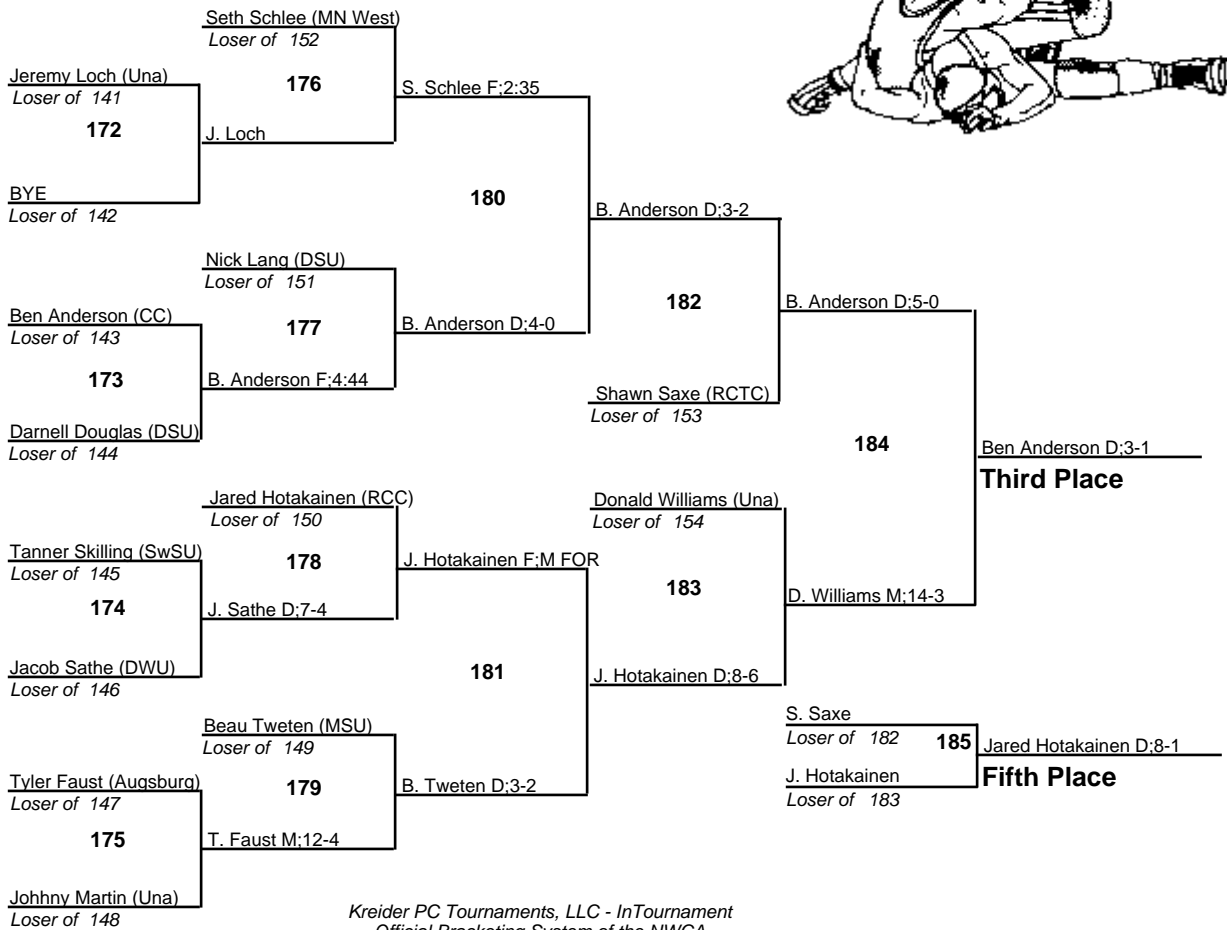 Seth Schlee (MN West)
Loser of 152
Jeremy Loch (Una)
Loser of 141
176
S. Schlee F;2:35
172
J. Loch
BYE
Loser of 142
180
B. Anderson D;3-2
Nick Lang (DSU)
Loser of 151
Ben Anderson (CC)
Loser of 143
177
B. Anderson D;4-0
182
B. Anderson D;5-0
173
B. Anderson F;4:44
Shawn Saxe (RCTC)
Loser of 153
Darnell Douglas (DSU)
Loser of 144
184
Ben Anderson D;3-1
Third Place
Jared Hotakainen (RCC)
Loser of 150
Donald Williams (Una)
Loser of 154
Tanner Skilling (SwSU)
Loser of 145
178
J. Hotakainen F;M FOR
183
D. Williams M;14-3
174
J. Sathe D;7-4
Jacob Sathe (DWU)
Loser of 146
181
J. Hotakainen D;8-6
Beau Tweten (MSU)
Loser of 149
S. Saxe
Loser of 182
185
Jared Hotakainen D;8-1
Fifth Place
J. Hotakainen
Loser of 183
Tyler Faust (Augsburg)
Loser of 147
179
B. Tweten D;3-2
175
T. Faust M;12-4
Johhny Martin (Una)
Loser of 148
Kreider PC Tournaments, LLC - InTournament
Official Bracketing System of the NWCA